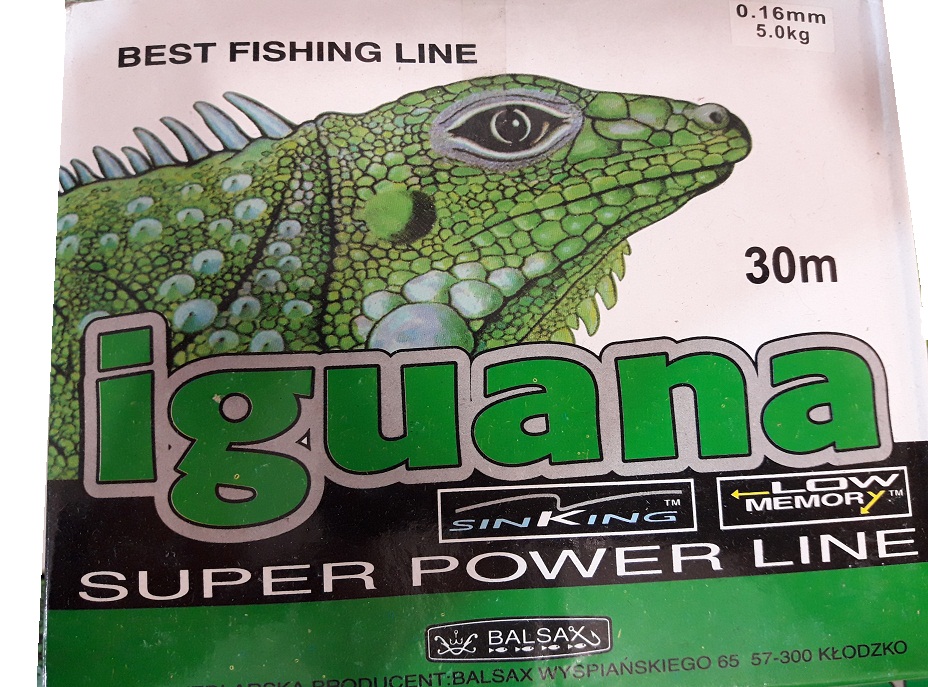 0.16mm
5.0kg
BEST FISHING LINE
30m
iguana
SINKING™
LOW
MEMORY™
SUPER POWER LINE
BALSAX
PRODUCENT:BALSAX WYSPIAŃSKIEGO 65 57-300 KŁODZKO